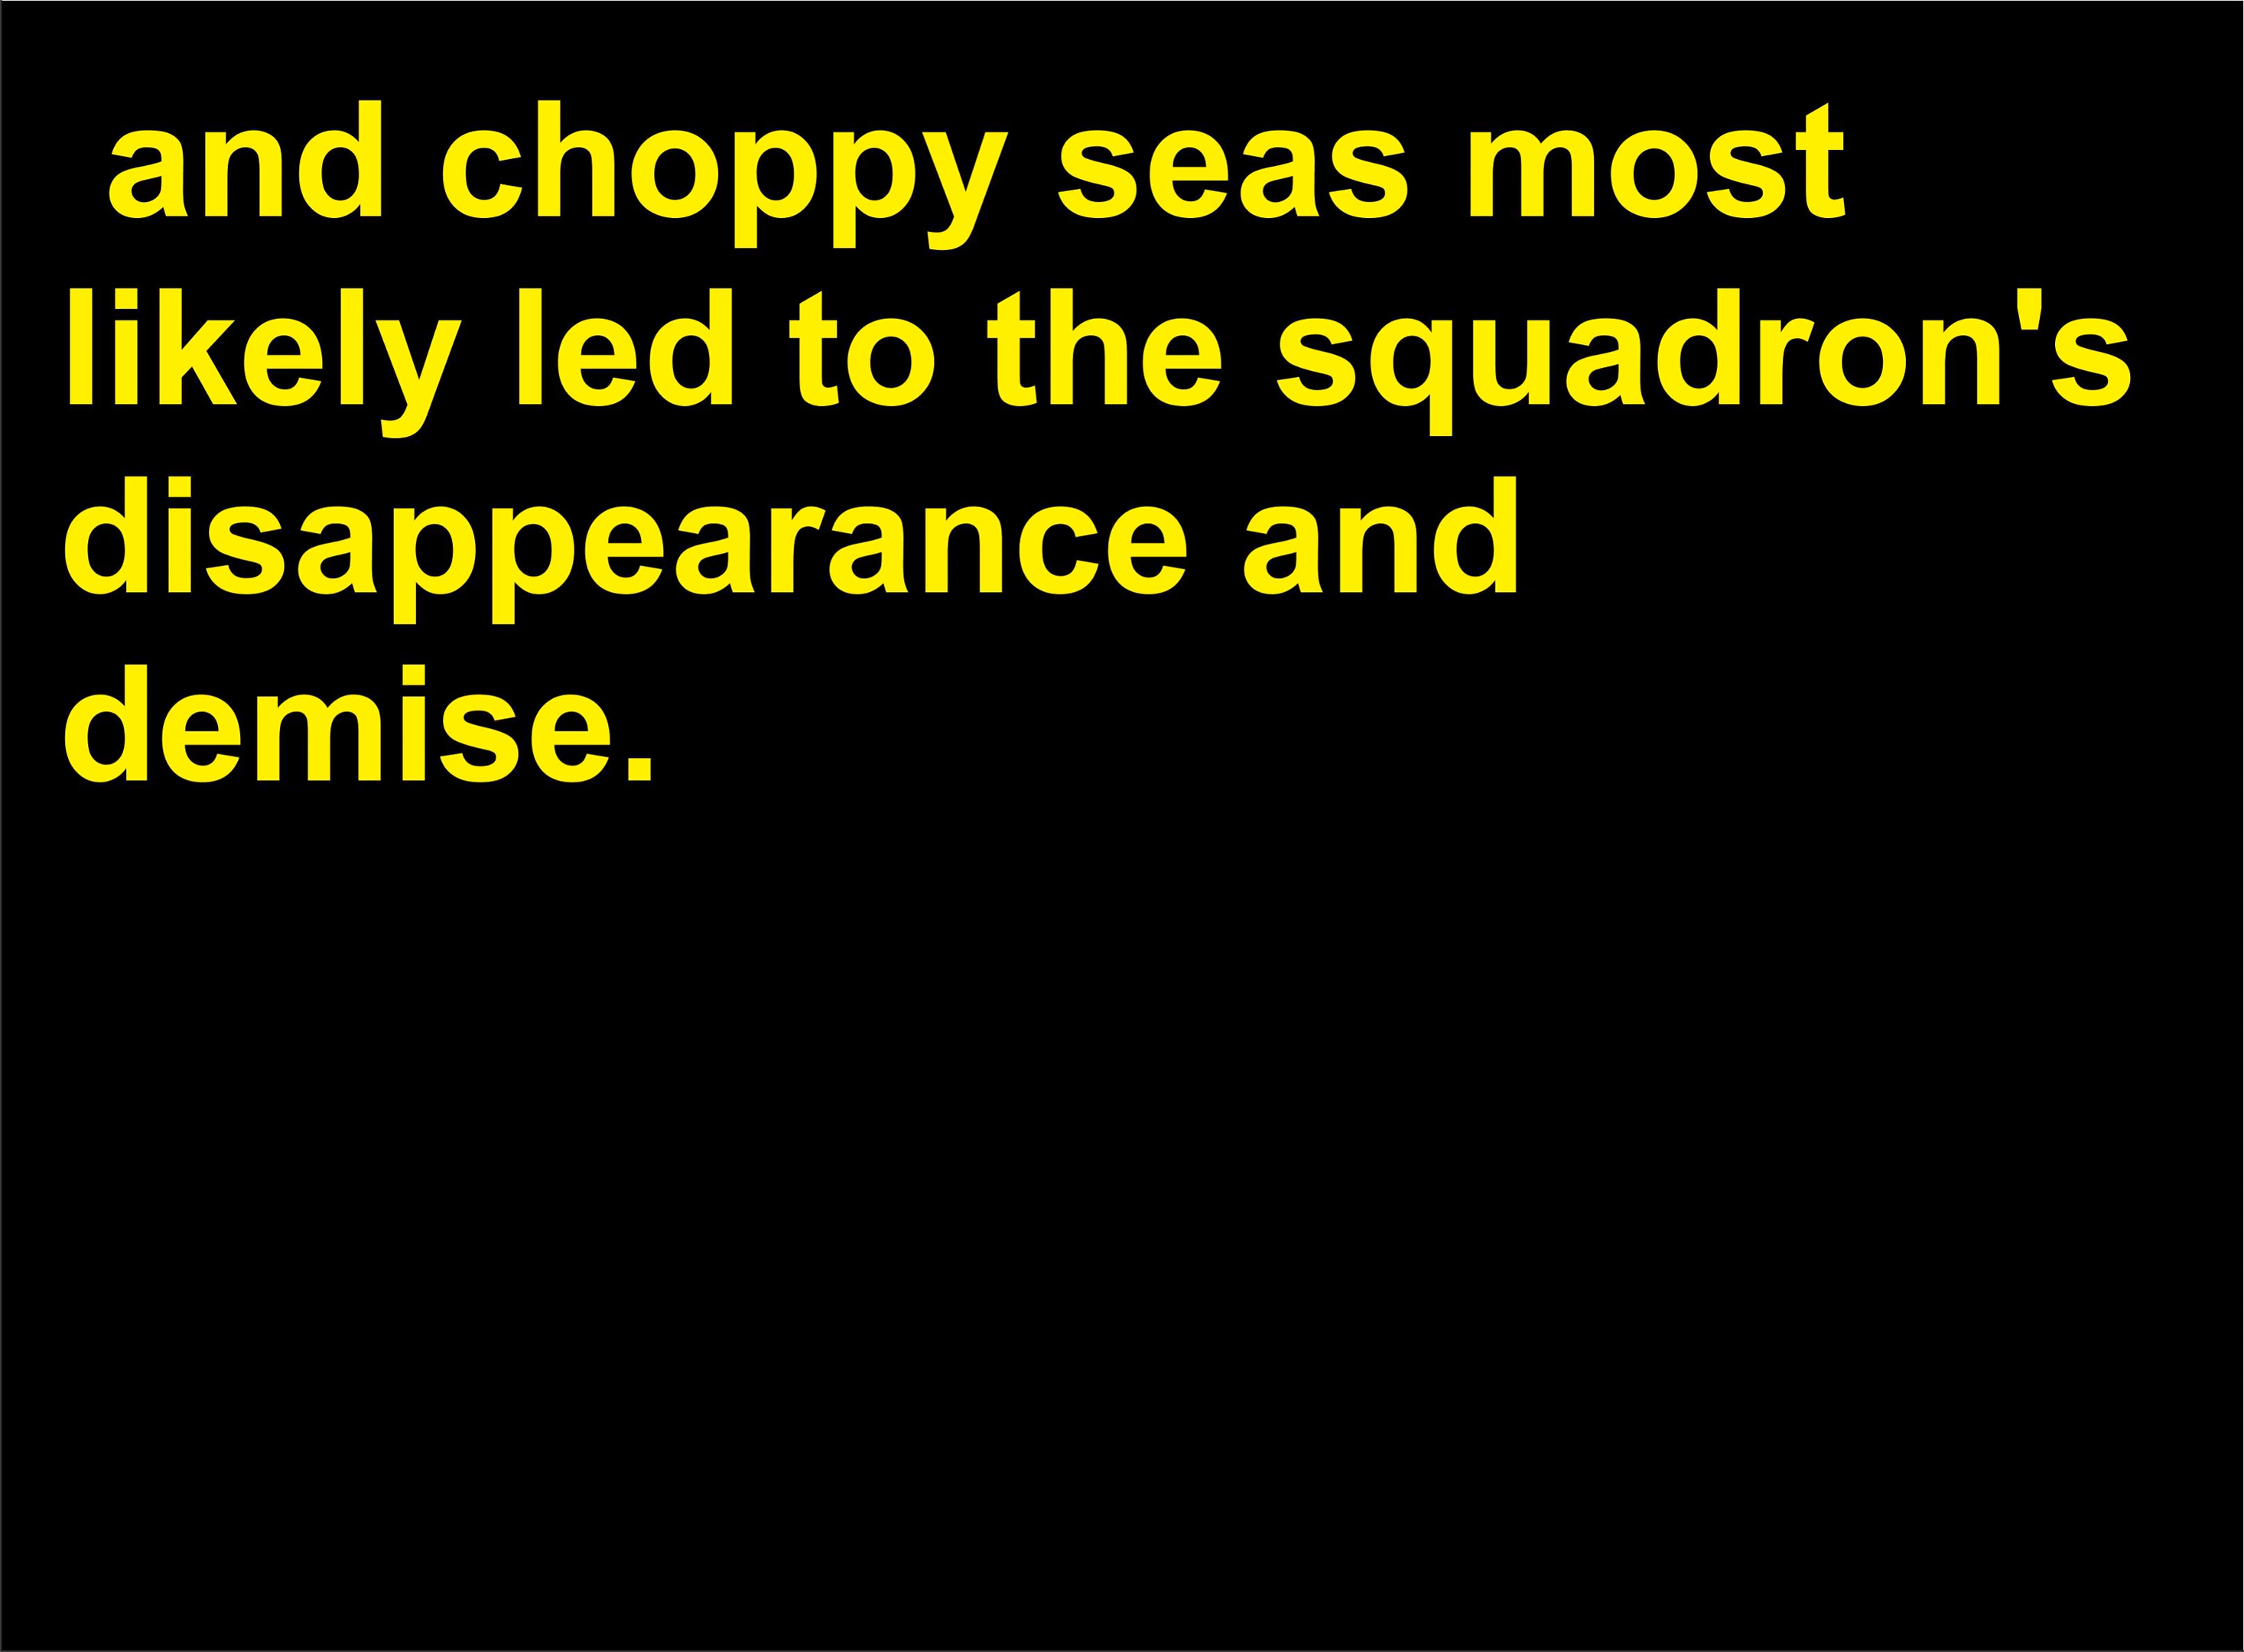 and choppy seas most
likely led to the squadron's
disappearance and
demise.